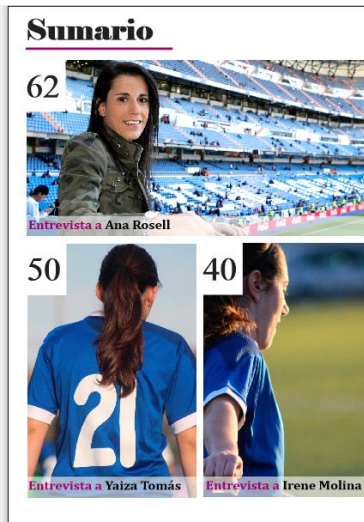 Sumario
62
Entrevista a Ana Rosell
50
21
Entrevista a Yaiza Tomás
40
Entrevista a Irene Molina